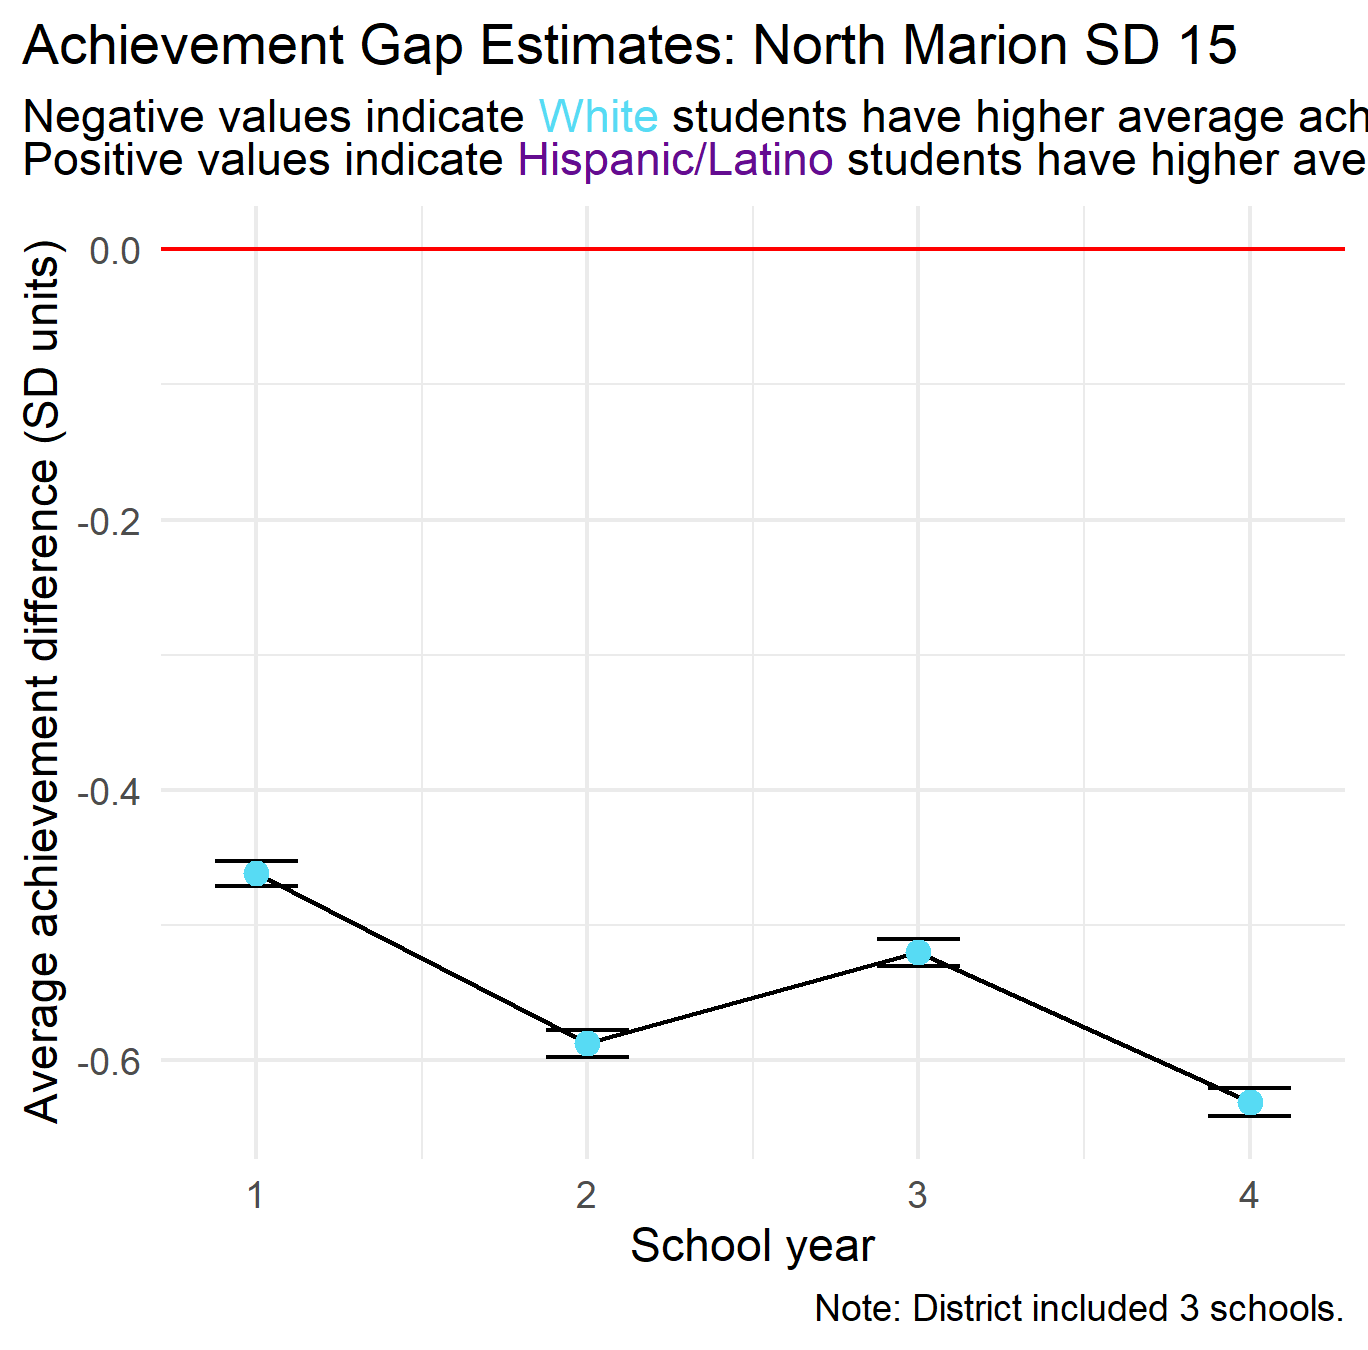 Achievement Gap Estimates: North Marion SD 15
Negative values indicate White students have higher average ach
Positive values indicate Hispanic/Latino students have higher ave
Average achievement difference (SD units)
0.0
-0.2
-0.4
-0.6
1 2 3 4
School year
Note: District included 3 schools.